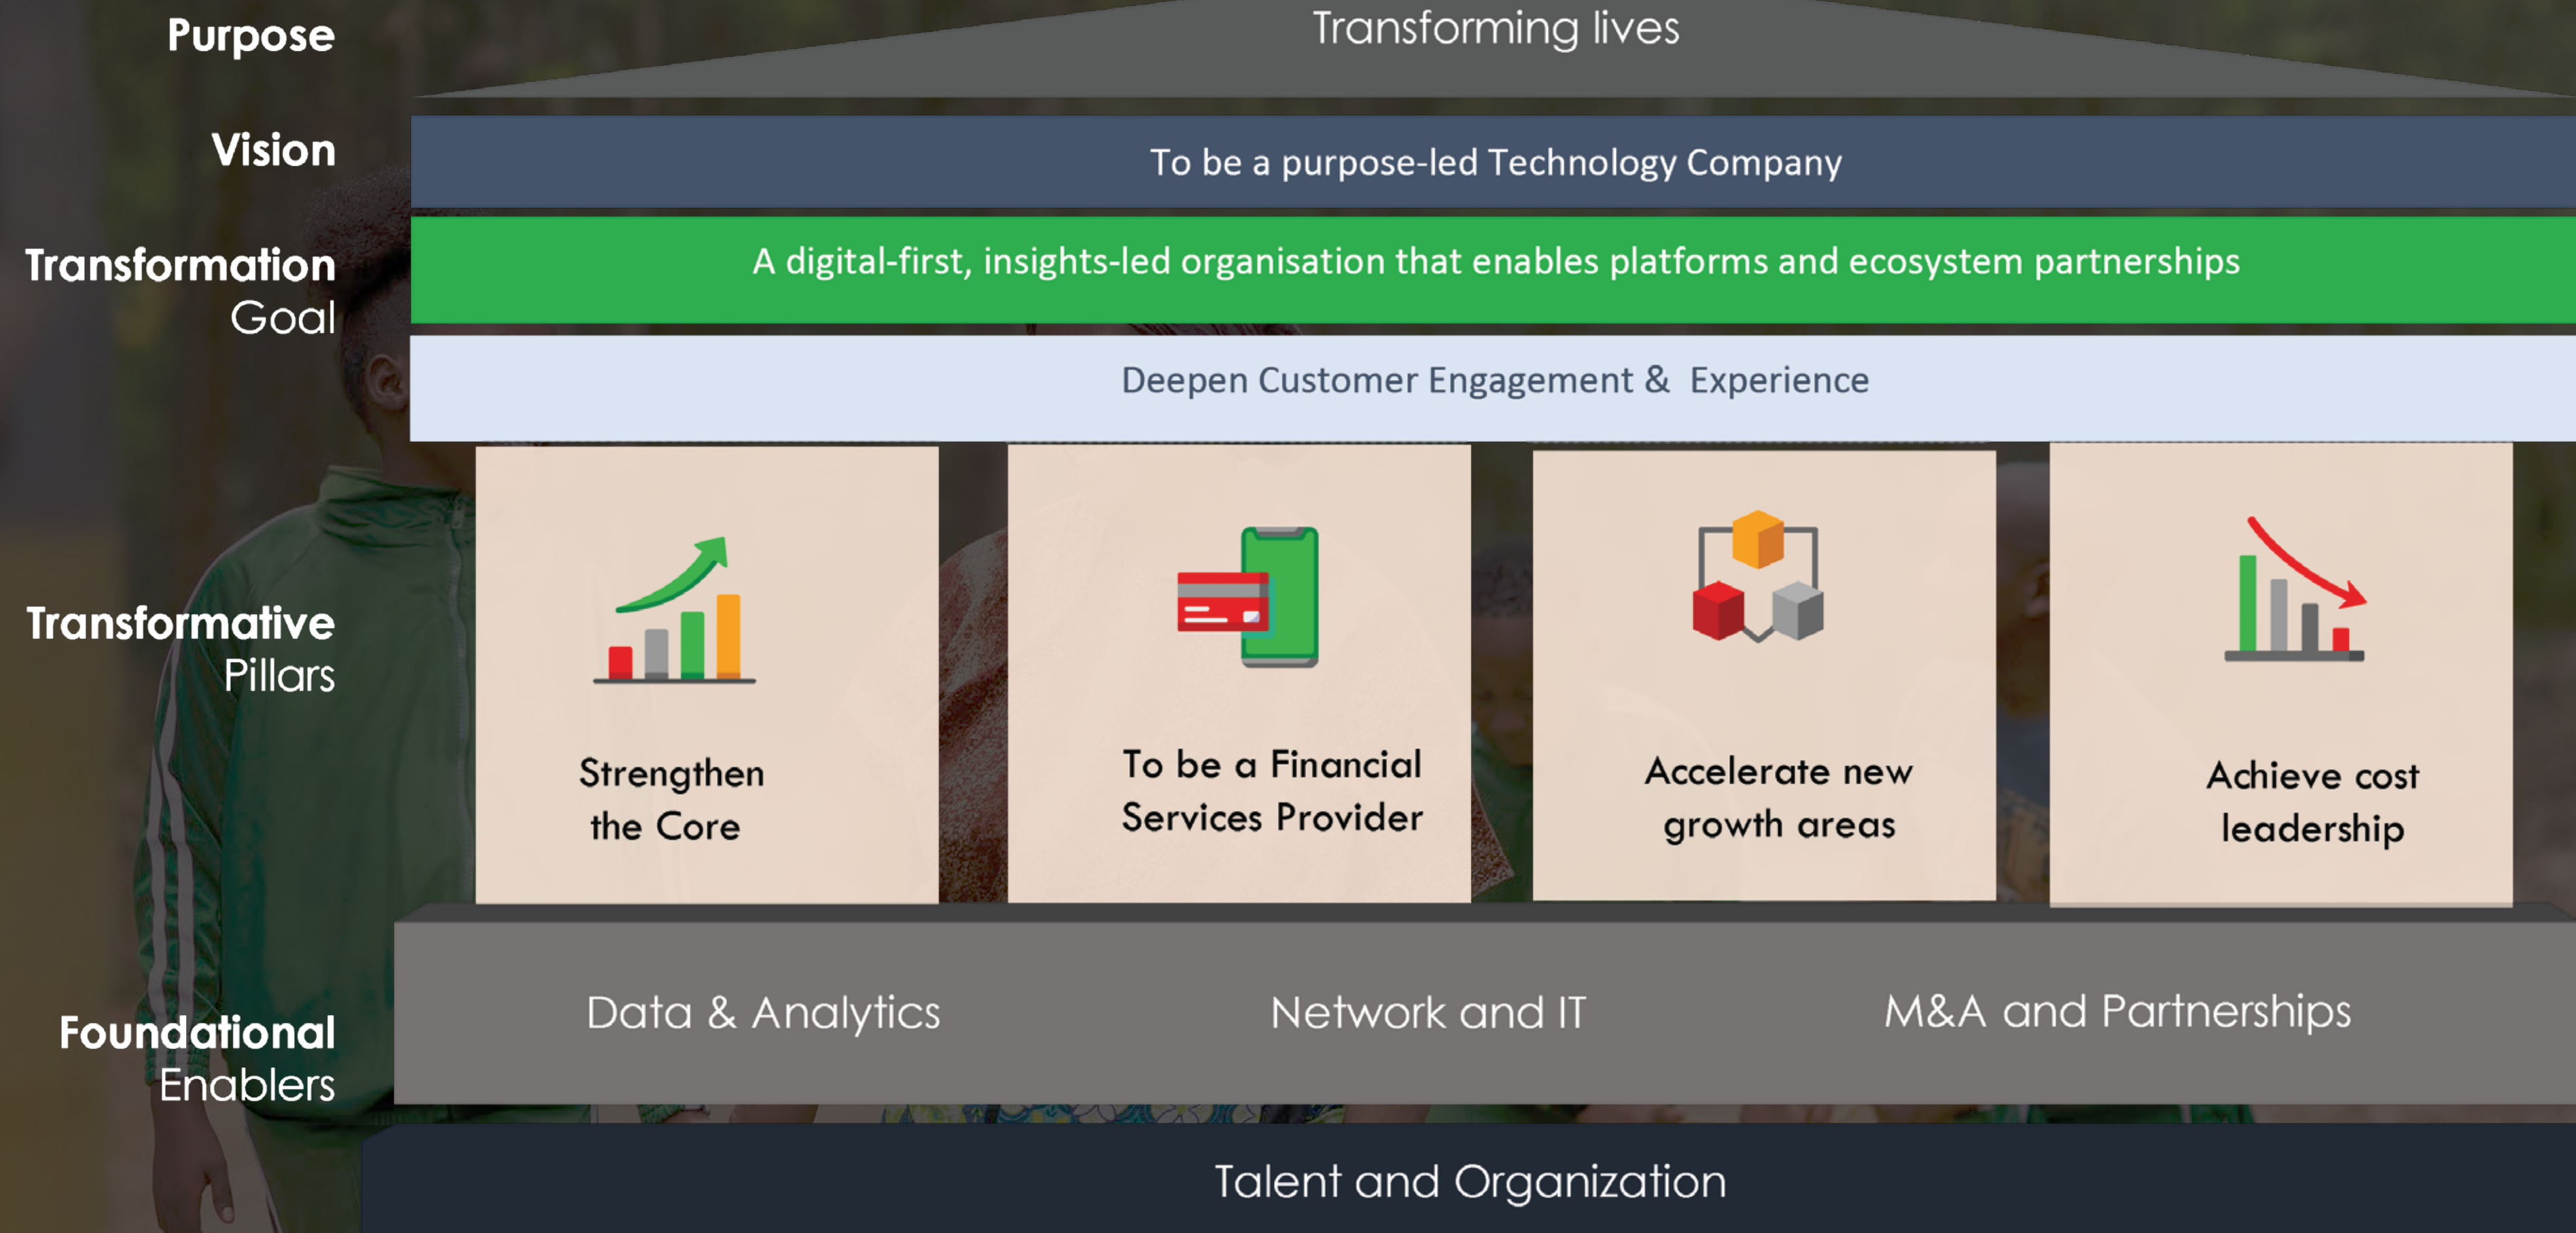 Purpose
Transforming lives
Vision
To be a purpose-led Technology Company
Transformation
Goal
A digital-first, insights-led organisation that enables platforms and ecosystem partnerships
Deepen Customer Engagement & Experience
Transformative
Pillars
Strengthen
the Core
To be a Financial
Services Provider
Accelerate new
growth areas
Achieve cost
leadership
Foundational
Enablers
Data & Analytics
Network and IT
M&A and Partnerships
Talent and Organization